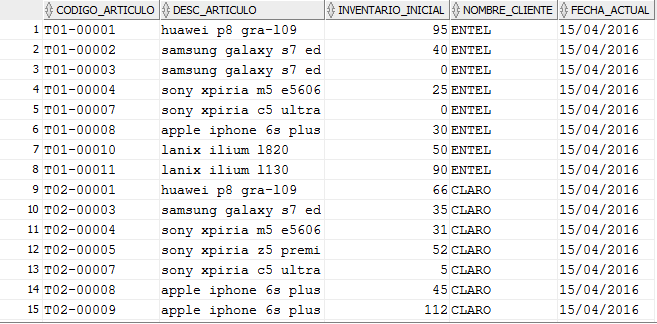 CODIGO_ARTICULO DESC_ARTICULO INVENTARIO_INICIAL NOMBRE_CLIENTE FECHA_ACTUAL
1 T01-00001 huawei p8 gra-l09 95 ENTEL 15/04/2016
2 T01-00002 samsung galaxy s7 ed 40 ENTEL 15/04/2016
3 T01-00003 samsung galaxy s7 ed 0 ENTEL 15/04/2016
4 T01-00004 sony xpiria m5 e5606 25 ENTEL 15/04/2016
5 T01-00007 sony xpiria c5 ultra 0 ENTEL 15/04/2016
6 T01-00008 apple iphone 6s plus 30 ENTEL 15/04/2016
7 T01-00010 lanix ilium l820 50 ENTEL 15/04/2016
8 T01-00011 lanix ilium l130 90 ENTEL 15/04/2016
9 T02-00001 huawei p8 gra-l09 66 CLARO 15/04/2016
10 T02-00003 samsung galaxy s7 ed 35 CLARO 15/04/2016
11 T02-00004 sony xpiria m5 e5606 31 CLARO 15/04/2016
12 T02-00005 sony xpiria z5 premi 52 CLARO 15/04/2016
13 T02-00007 sony xpiria c5 ultra 5 CLARO 15/04/2016
14 T02-00008 apple iphone 6s plus 45 CLARO 15/04/2016
15 T02-00009 apple iphone 6s plus 112 CLARO 15/04/2016